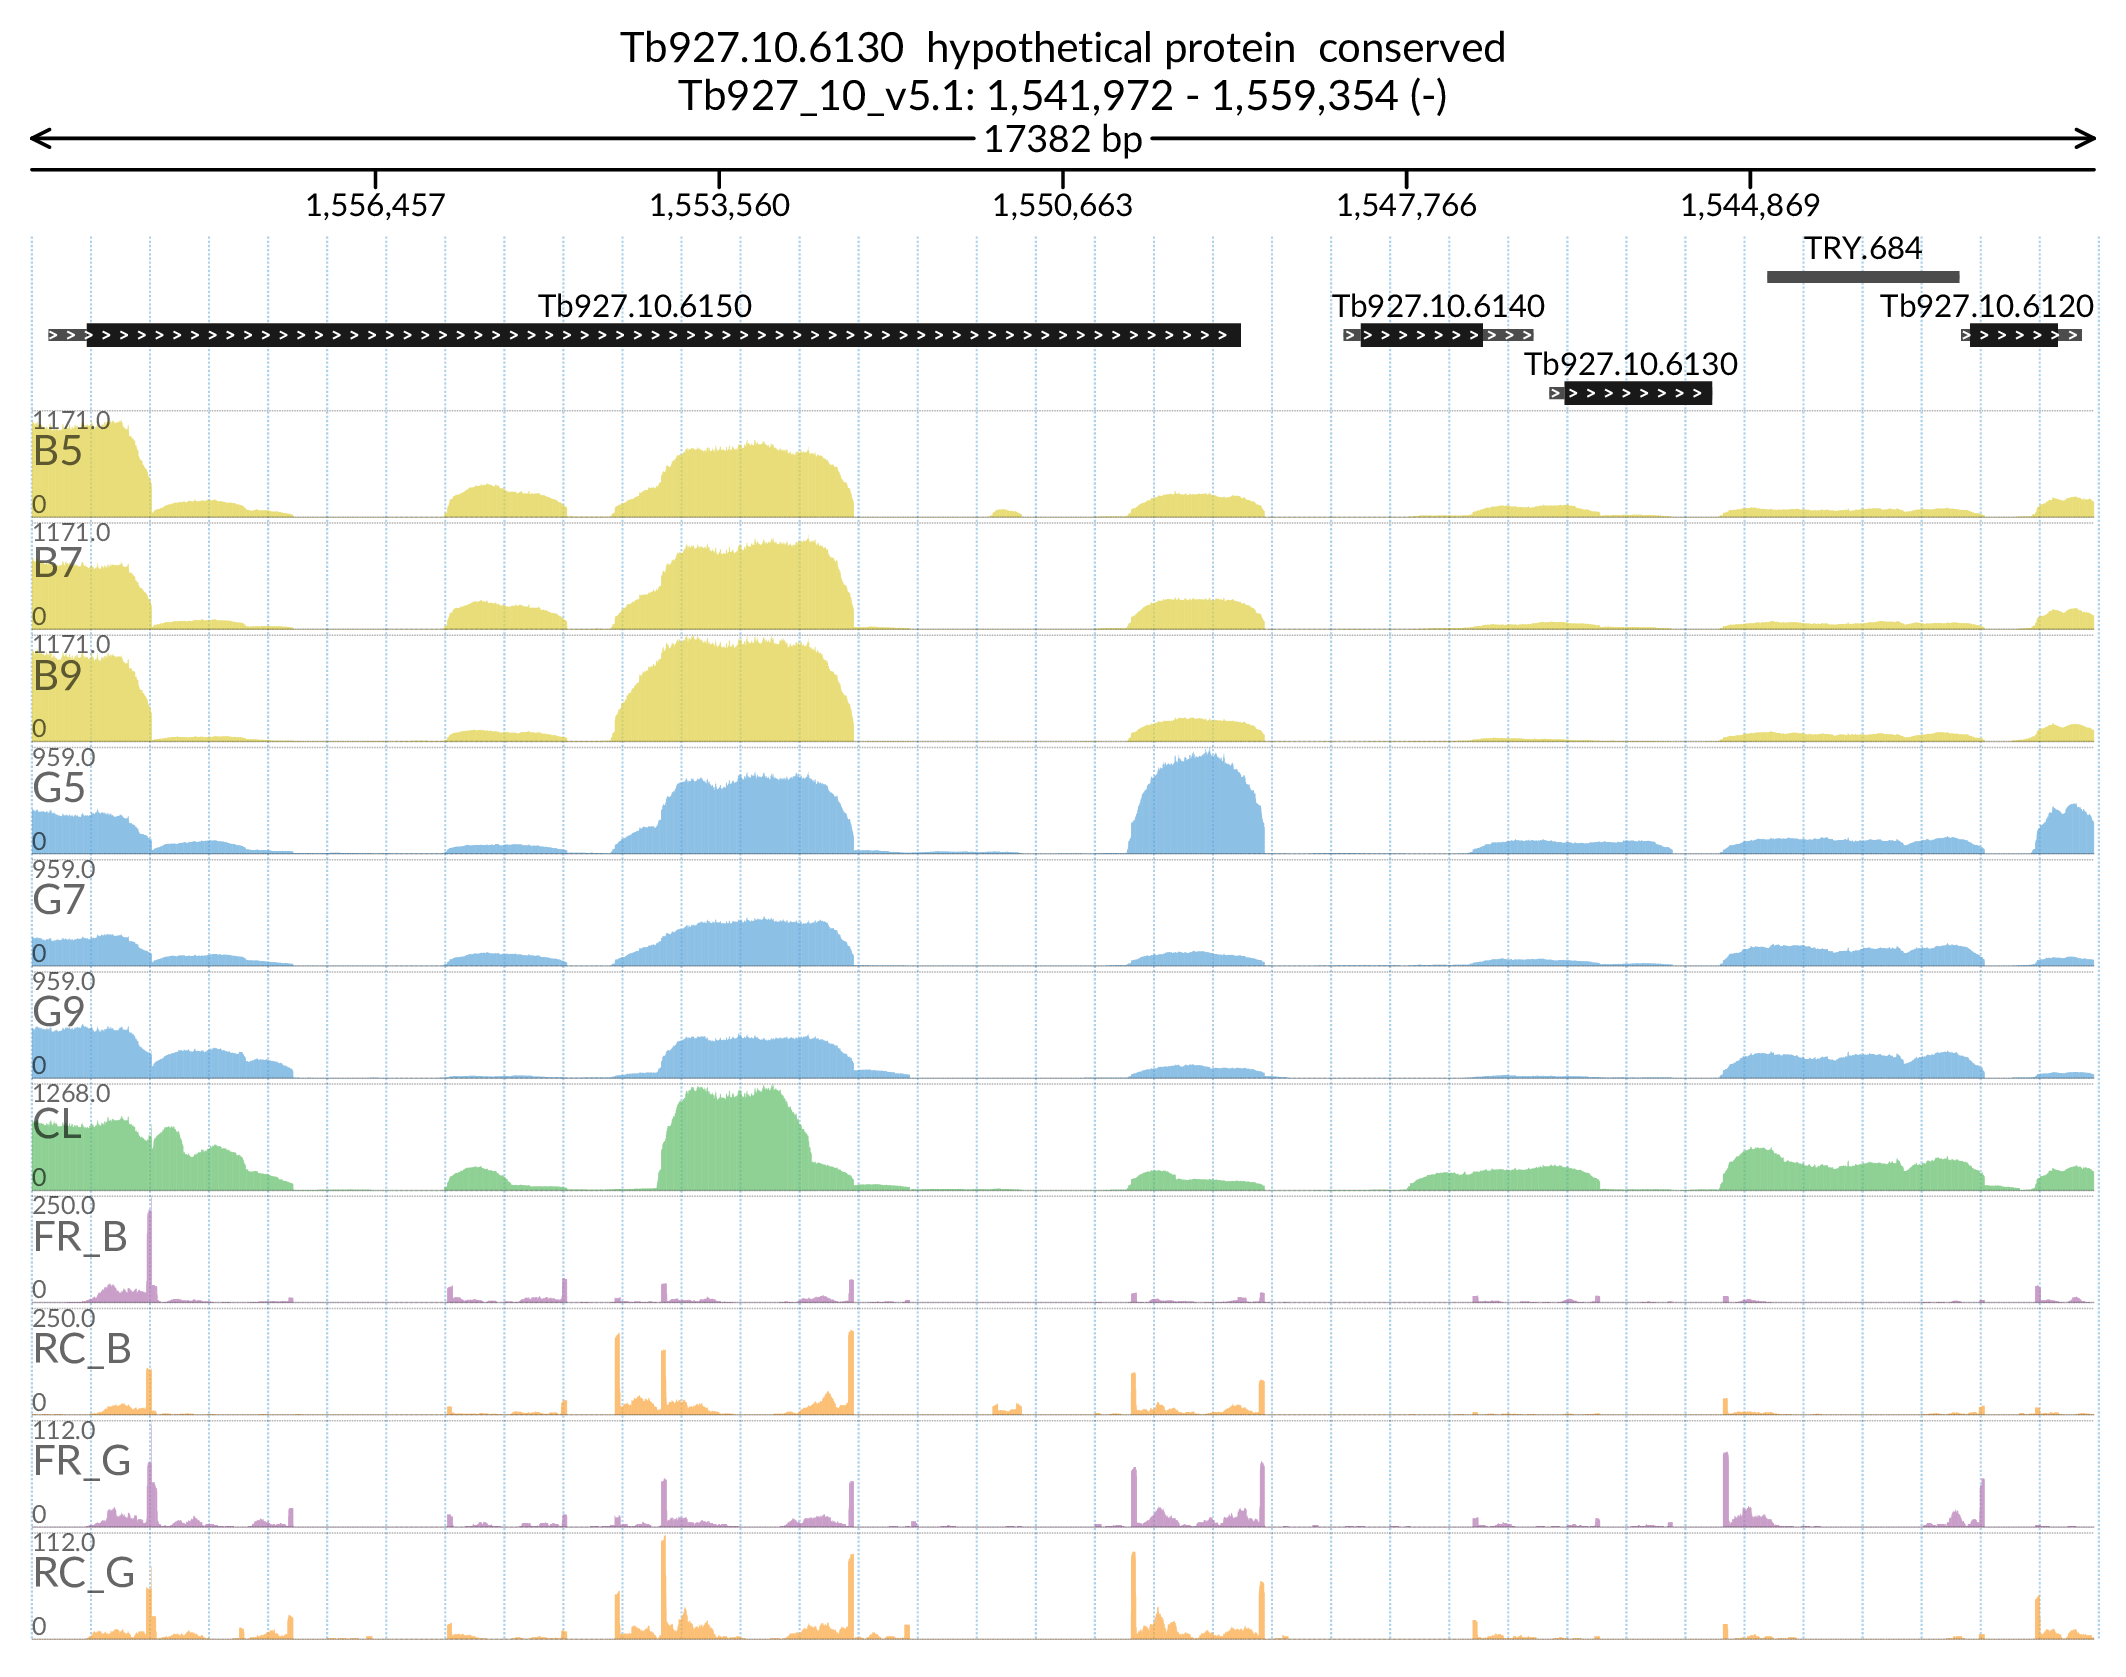 Tb927.10.6130 hypothetical protein conserved
Tb927_10_v5.1: 1,541,972 - 1,559,354 (-)
17382 bp
1,556,457 1,553,560 1,550,663 1,547,766 1,544,869
TRY.684
Tb927.10.6150 Tb927.10.6140 Tb927.10.6120
Tb927.10.6130
1171.0
B5
0
1171.0
B7
0
1171.0
B9
0
959.0
G5
0
959.0
G7
0
959.0
G9
0
1268.0
CL
0
250.0
FR_B
0
250.0
RC_B
0
112.0
FR_G
0
112.0
RC_G
0